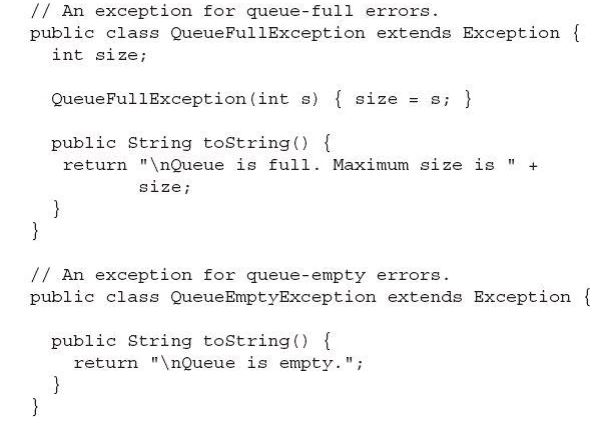 // An exception for queue-full errors.
public class QueueFullException extends Exception {
  int size;

  QueueFullException(int s) { size = s; }

  public String toString() {
   return "\nQueue is full. Maximum size is " +
          size;
  }
}

// An exception for queue-empty errors.
public class QueueEmptyException extends Exception {

  public String toString() {
    return "\nQueue is empty.";
  }
}